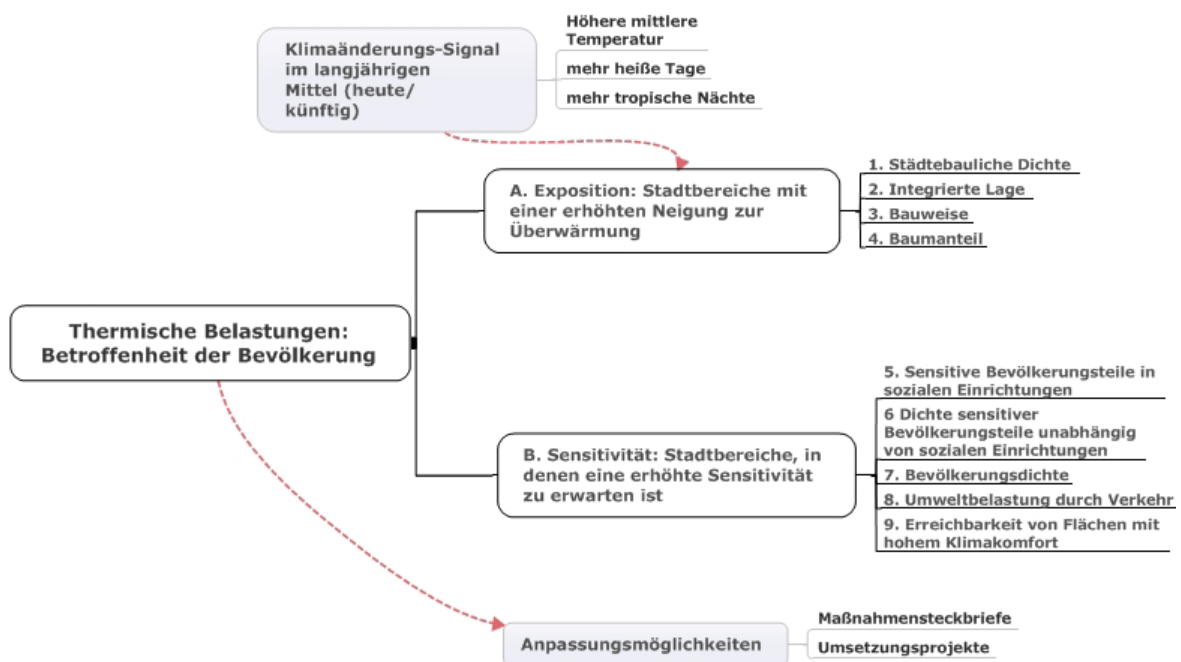 Klimaänderungs-Signal
im langjährigen
Mittel (heute/
künftig)
Höhere mittlere
Temperatur
mehr heiße Tage
mehr tropische Nächte
A. Exposition: Stadtbereiche mit
einer erhöhten Neigung zur
Überwärmung
1. Städtebauliche Dichte
2. Integrierte Lage
3. Bauweise
4. Baumanteil
Thermische Belastungen:
Betroffenheit der Bevölkerung
B. Sensitivität: Stadtbereiche, in
denen eine erhöhte Sensitivität
zu erwarten ist
5. Sensitive Bevölkerungsteile in
sozialen Einrichtungen
6 Dichte sensitiver
Bevölkerungsteile unabhängig
von sozialen Einrichtungen
7. Bevölkerungsdichte
8. Umweltbelastung durch Verkehr
9. Erreichbarkeit von Flächen mit
hohem Klimakomfort
Anpassungsmöglichkeiten
Maßnahmensteckbriefe
Umsetzungsprojekte